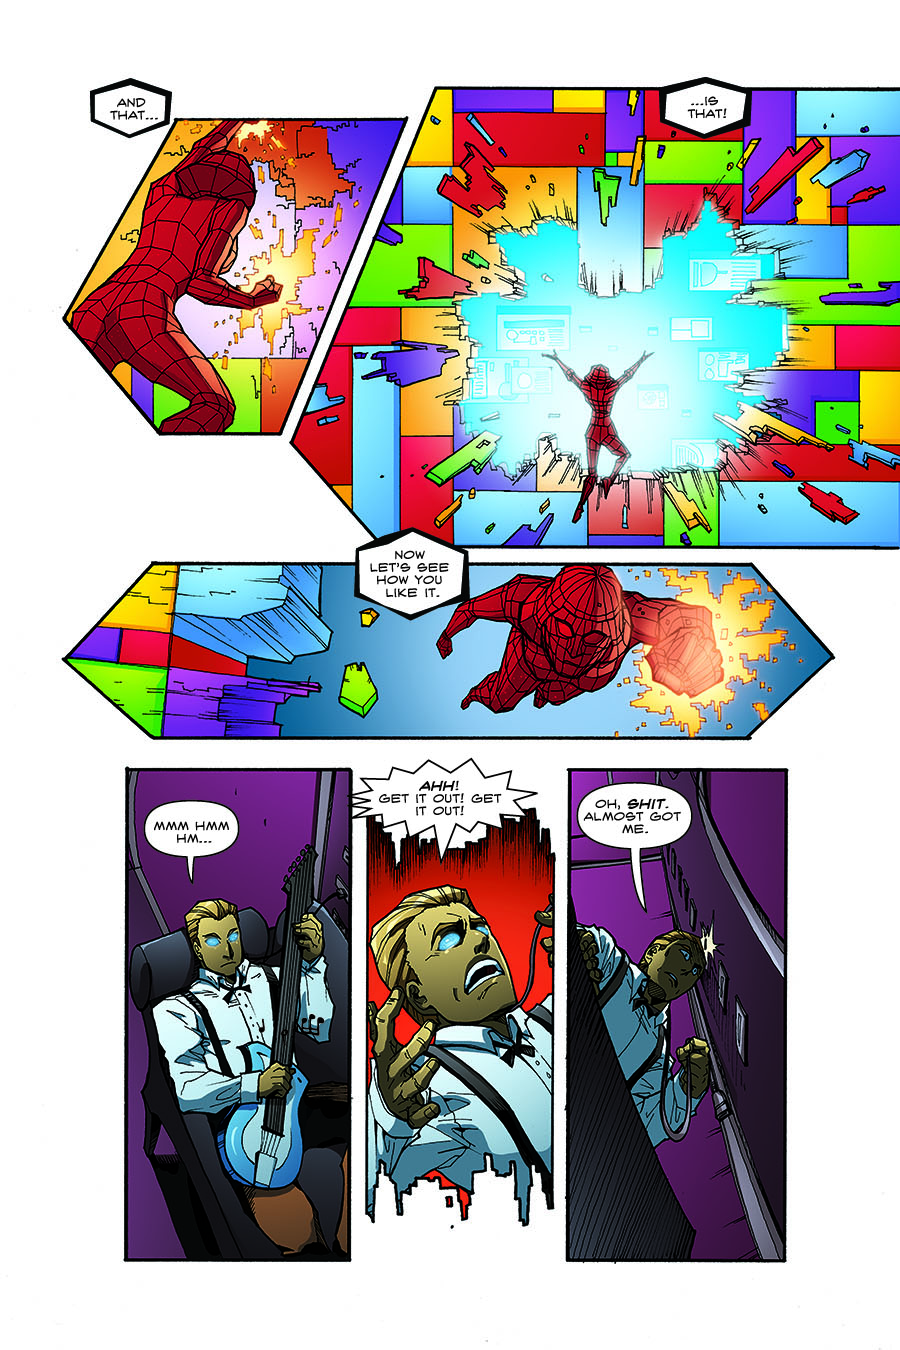 AND
THAT...
...IS
THAT!
NOW
LET'S SEE
HOW YOU
LIKE IT.
MMM HMM
HM...
AHH!
GET IT OUT! GET
IT OUT!
OH, SHIT.
ALMOST GOT
ME.